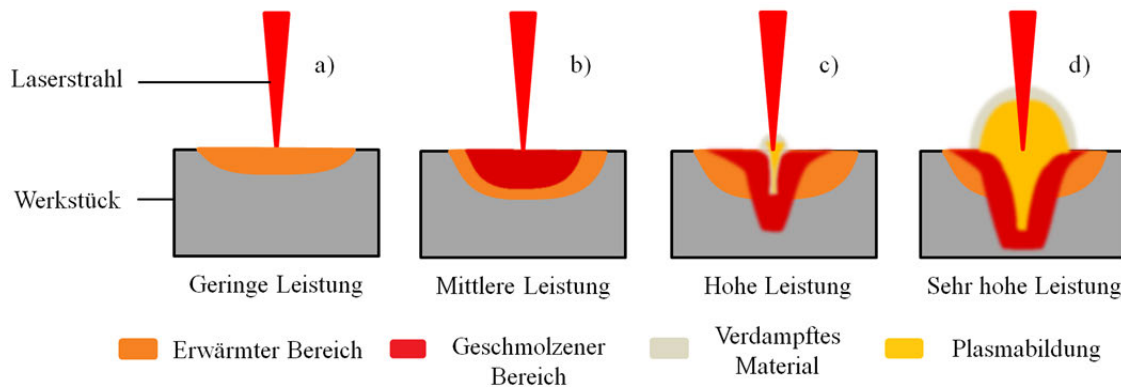 Laserstrahl
a)
b)
c)
d)
Werkstück
Geringe Leistung
Mittlere Leistung
Hohe Leistung
Sehr hohe Leistung
Erwärmter Bereich
Geschmolzener
Bereich
Verdampftes
Material
Plasmabildung